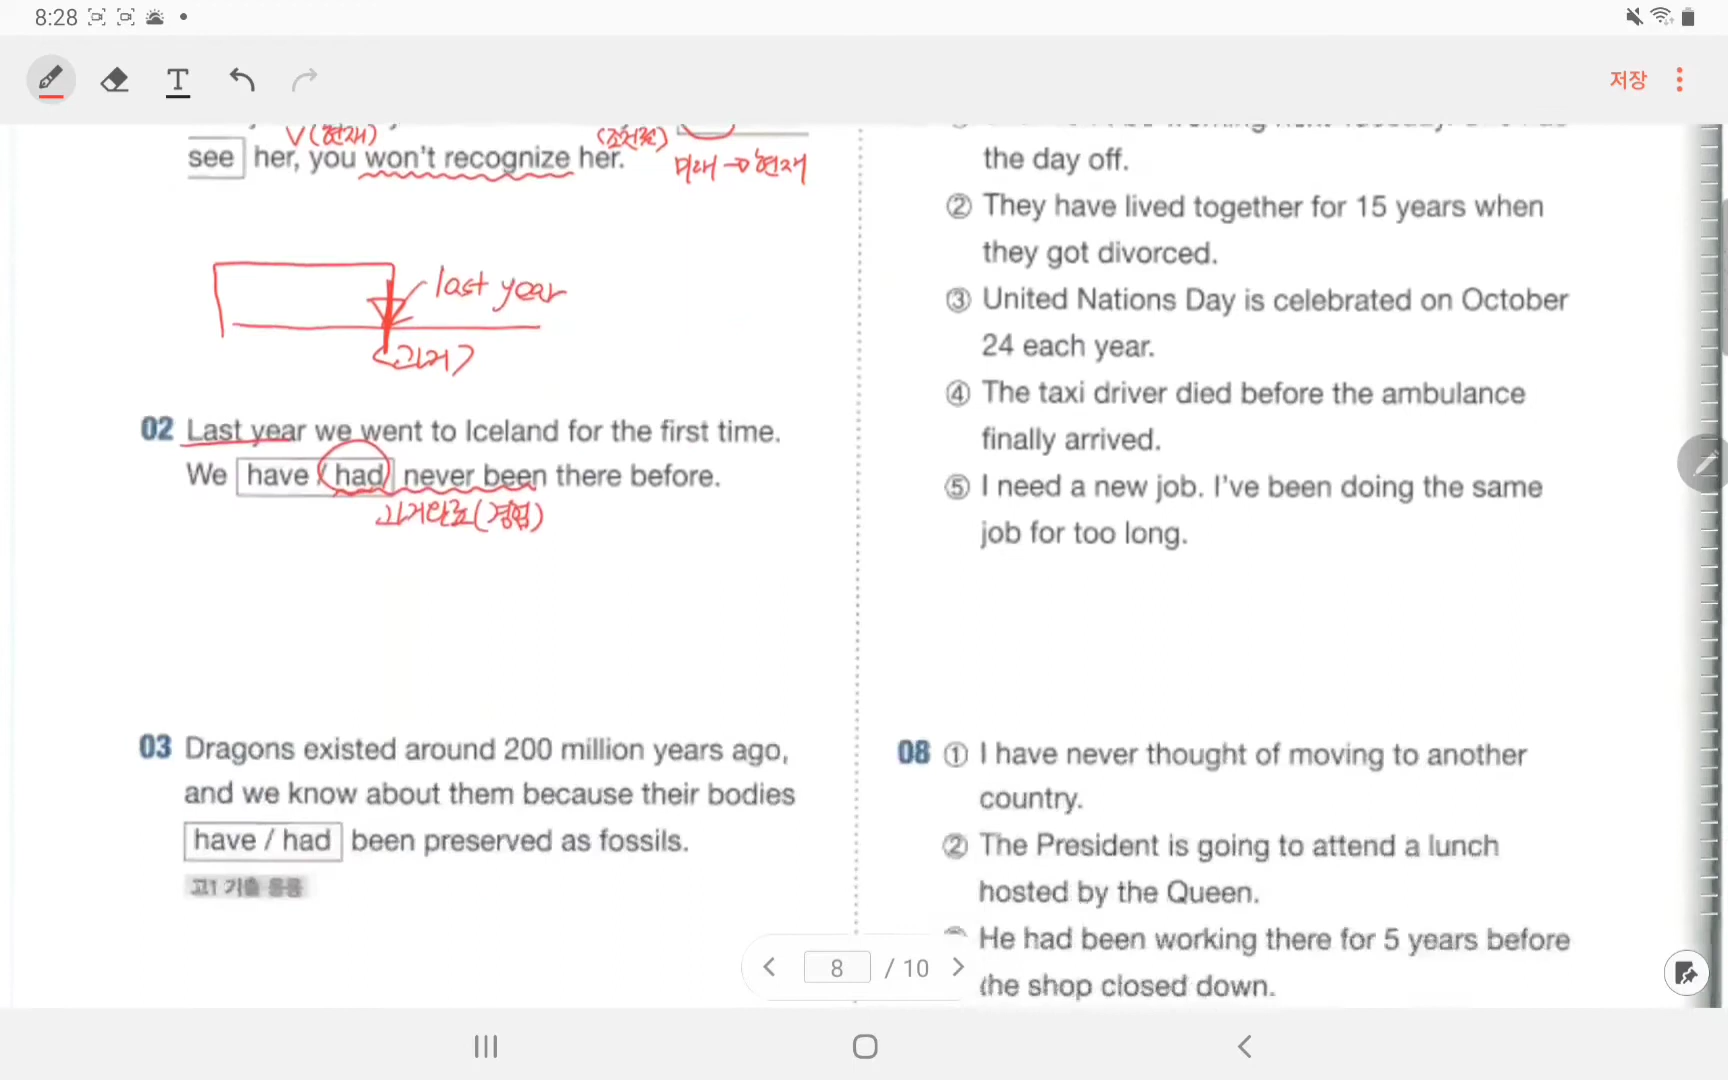 8:28
저장
V(현재)
(조건절)
see her, you won't recognize her.
미래→현재
last year
(과거)
02 Last year we went to Iceland for the first time.
We have / had never been there before.
과거완료(경험)
03 Dragons existed around 200 million years ago,
and we know about them because their bodies
have / had been preserved as fossils.
고1 기출 응용
the day off.
② They have lived together for 15 years when
they got divorced.
③ United Nations Day is celebrated on October
24 each year.
④ The taxi driver died before the ambulance
finally arrived.
⑤ I need a new job. I've been doing the same
job for too long.
08 ① I have never thought of moving to another
country.
② The President is going to attend a lunch
hosted by the Queen.
He had been working there for 5 years before
the shop closed down.
8 / 10